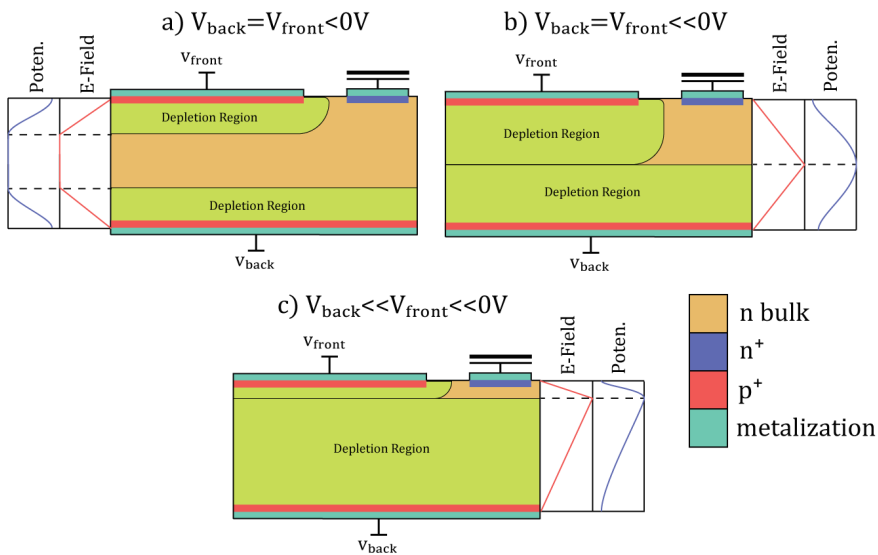 a) Vback=Vfront<0V
b) Vback=Vfront<<0V
Poten.
E-Field
Vfront
Depletion Region
Depletion Region
Vback
Vfront
Depletion Region
Depletion Region
Vback
E-Field
Poten.
c) Vback<<Vfront<<0V
Vfront
Depletion Region
Vback
E-Field
Poten.
n bulk
n+
p+
metalization